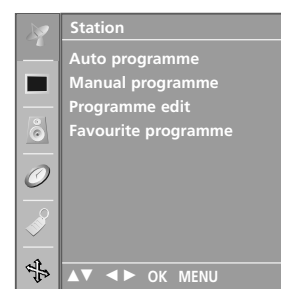 Station
Auto programme
Manual programme
Programme edit
Favourite programme
▲▼ ◄► OK MENU